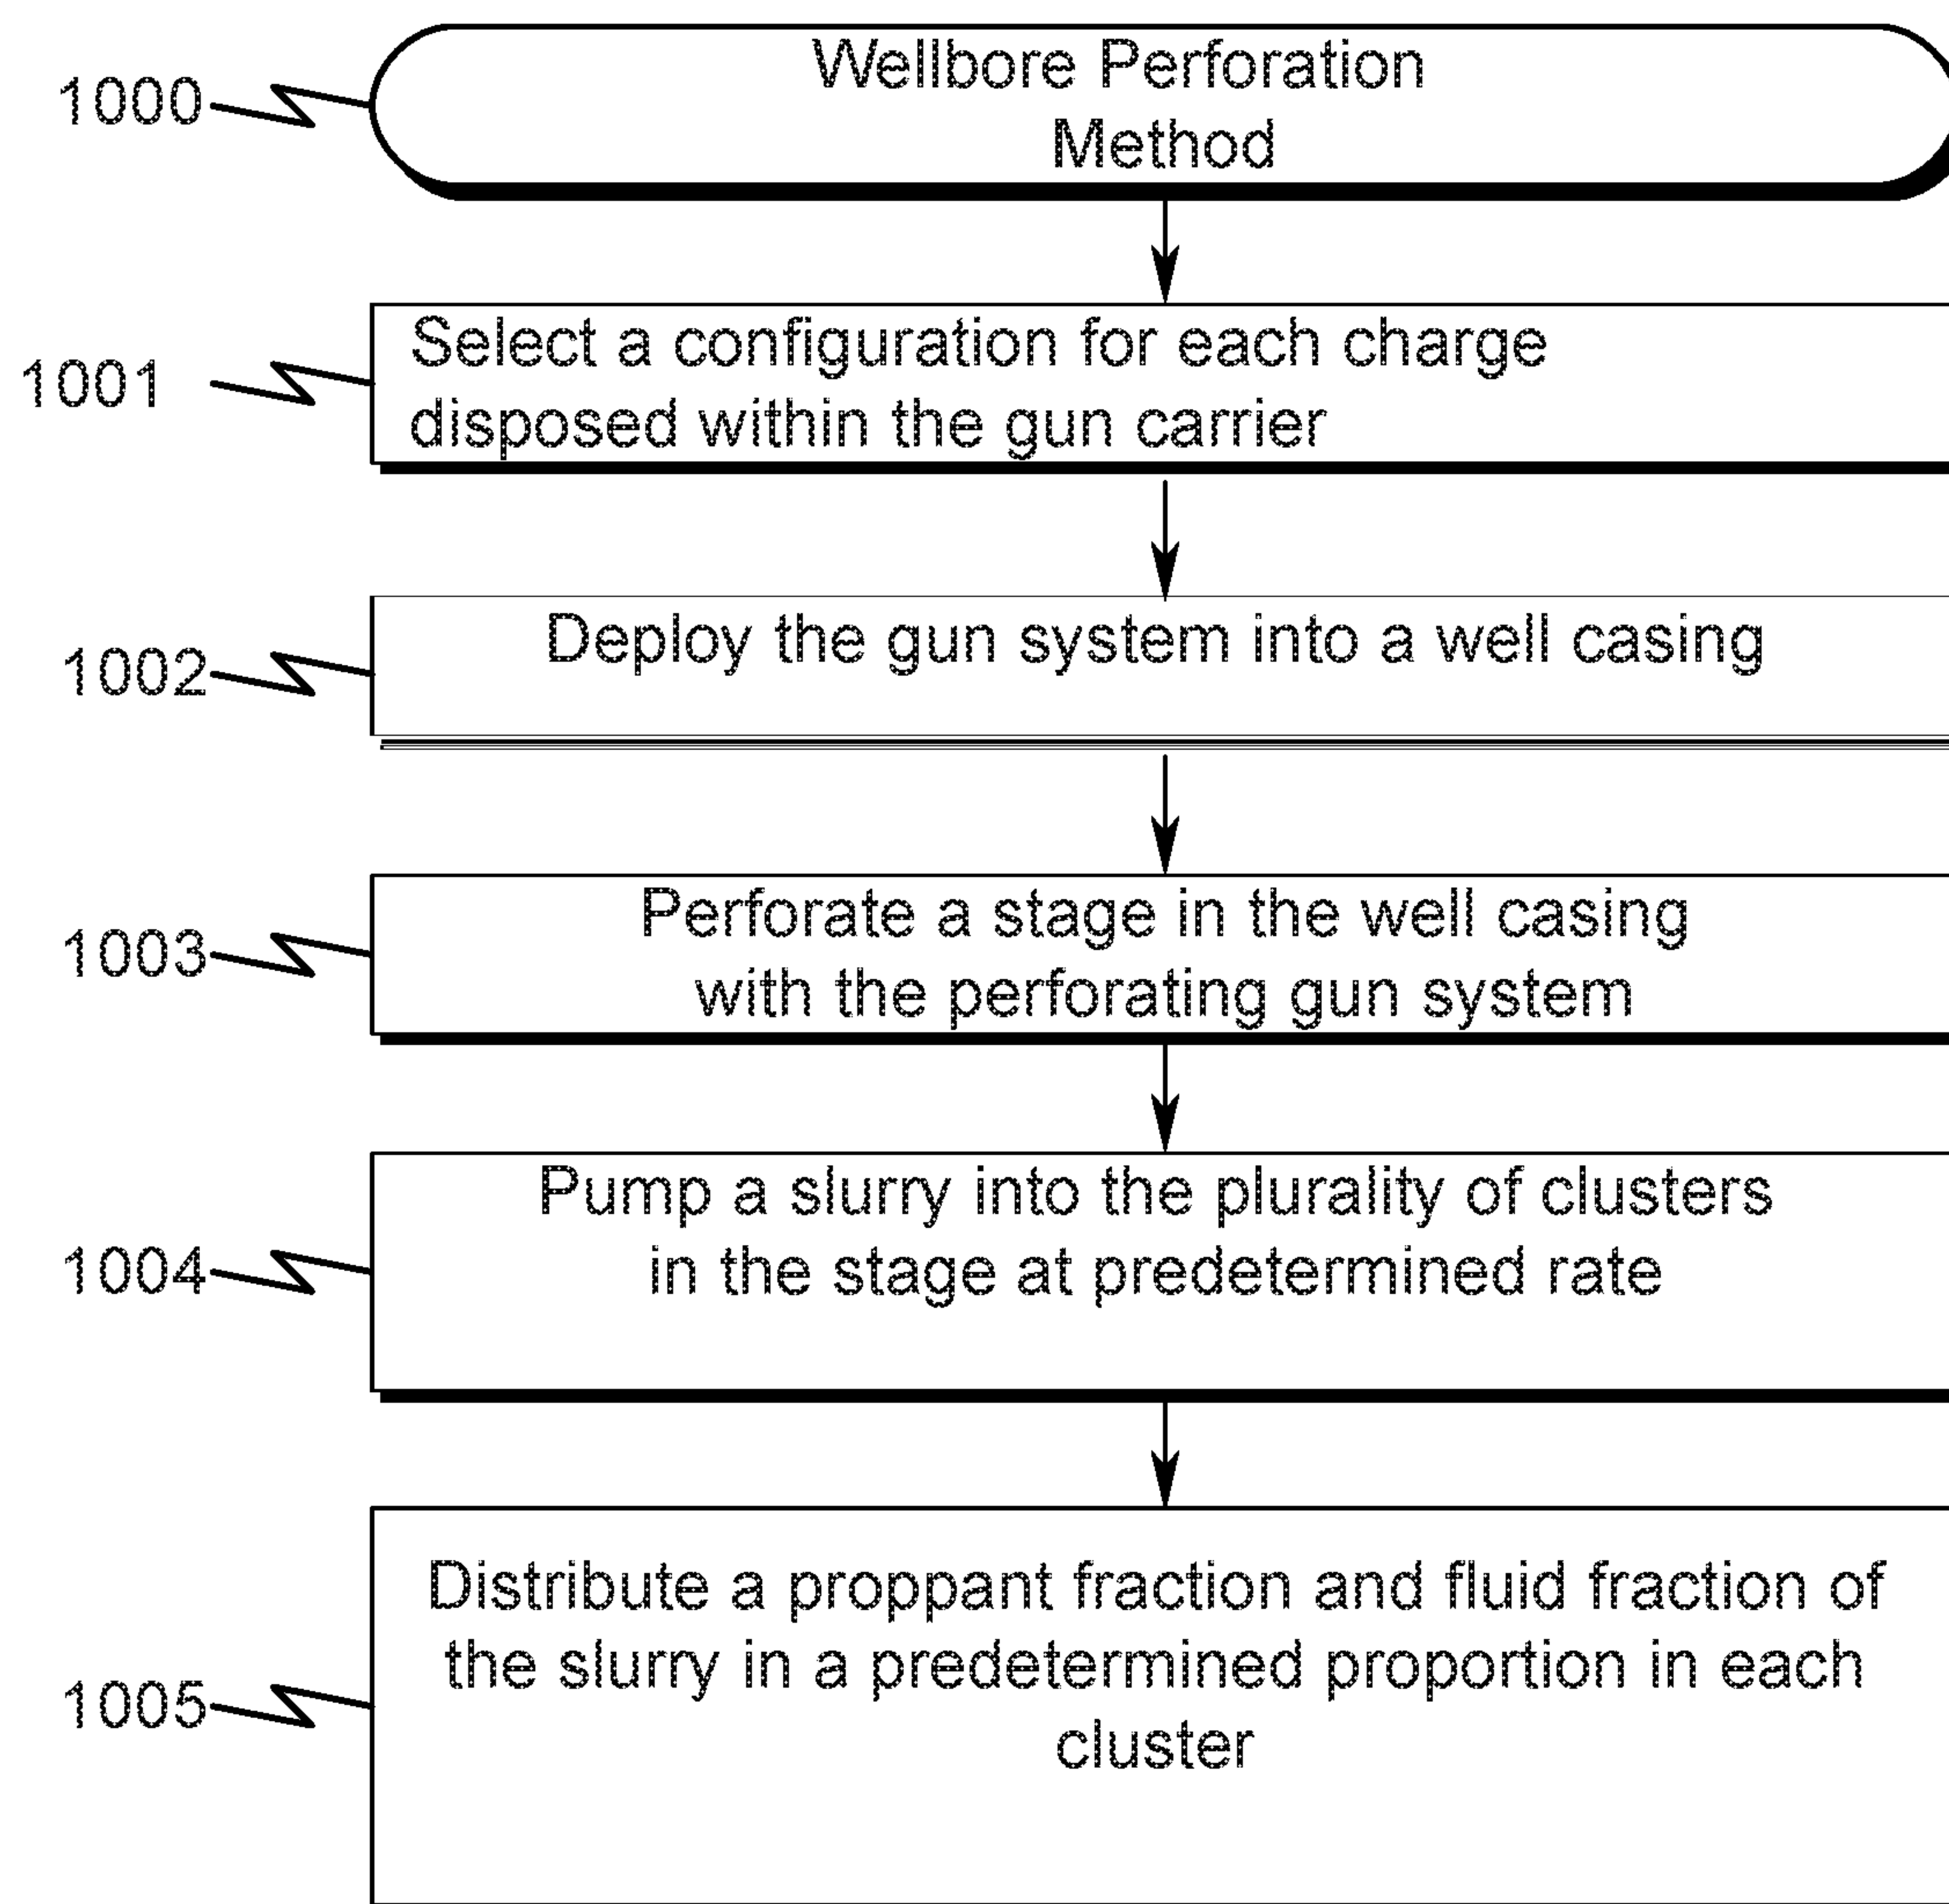 Wellbore Perforation
Method
1000
Select a configuration for each charge
disposed within the gun carrier
1001
Deploy the gun system into a well casing
1002
Perforate a stage in the well casing
with the perforating gun system
1003
Pump a slurry into the plurality of clusters
in the stage at predetermined rate
1004
Distribute a proppant fraction and fluid fraction of
the slurry in a predetermined proportion in each
cluster
1005